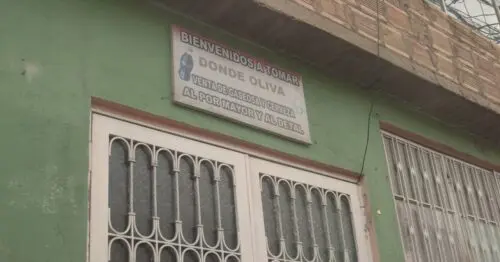 BIENVENIDOS A TOMAR
DONDE OLIVA
VENTA DE GASEOSA Y CERVEZA
AL POR MAYOR Y AL DETAL